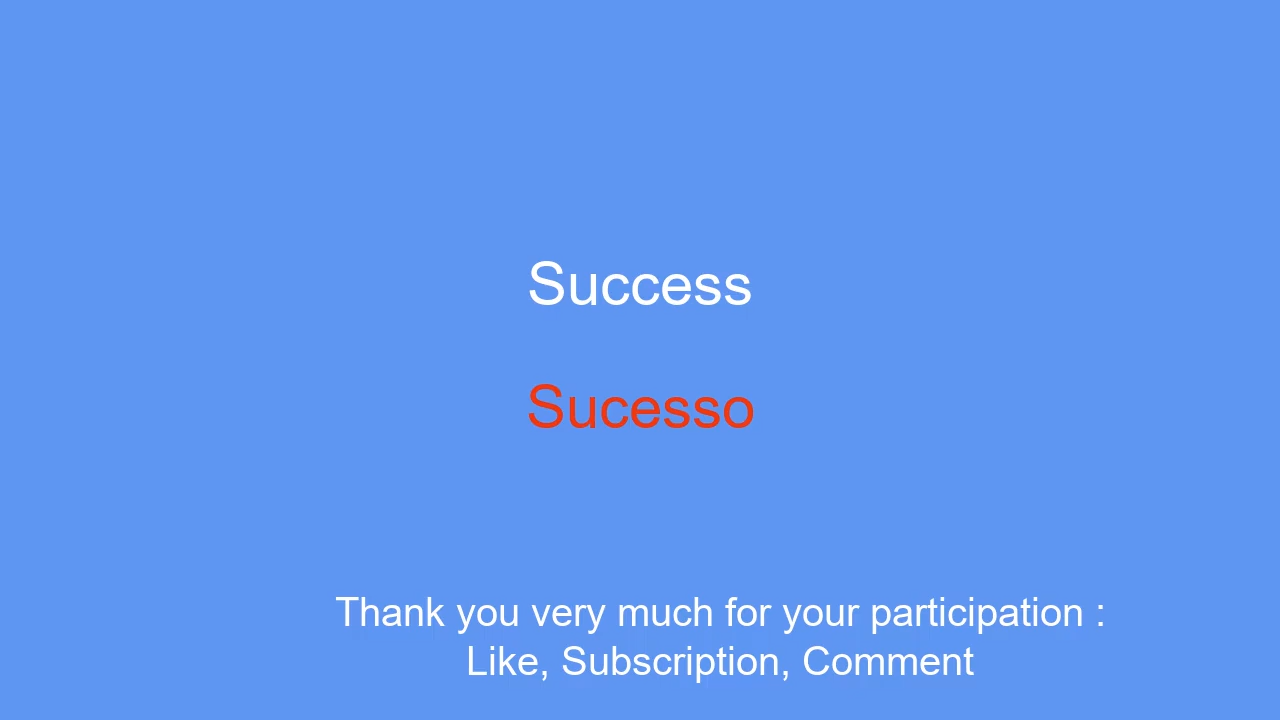 Success
Sucesso
Thank you very much for your participation :
Like, Subscription, Comment